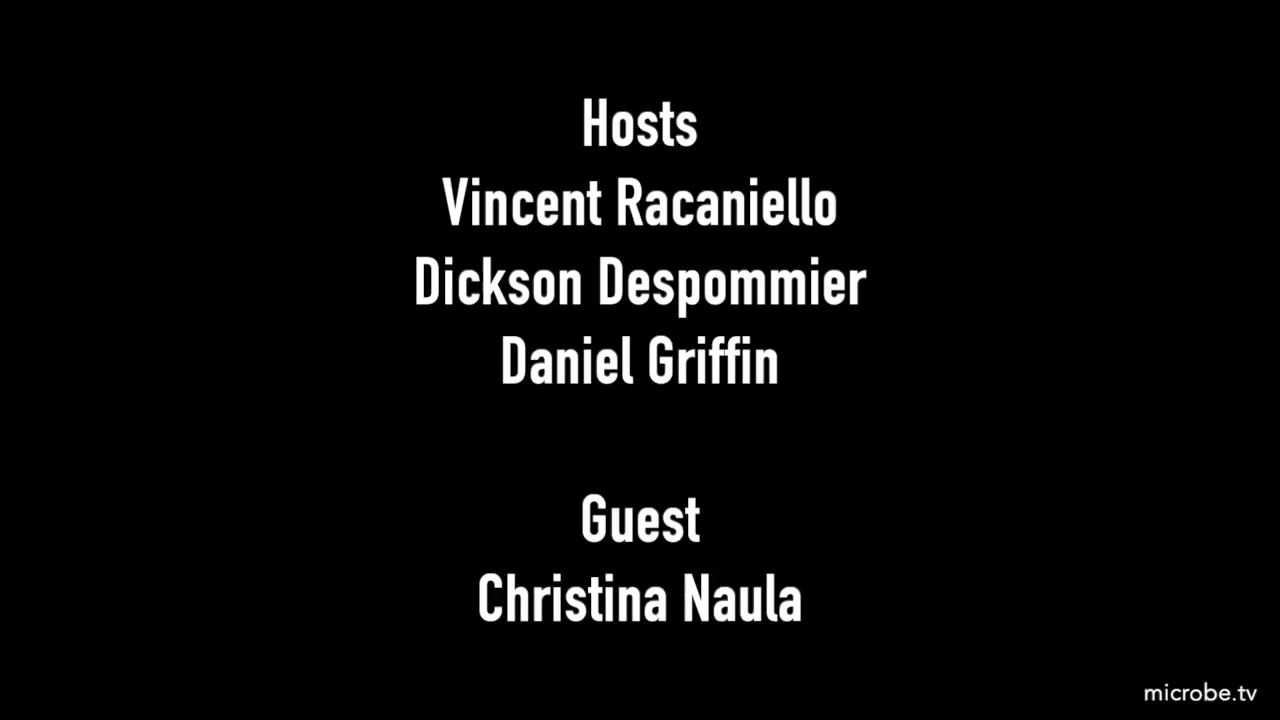 Hosts
Vincent Racaniello
Dickson Despommier
Daniel Griffin
Guest
Christina Naula
microbe.tv